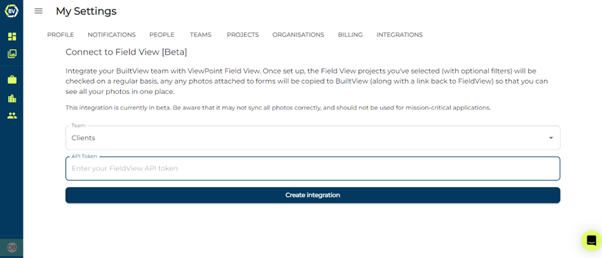 BV
My Settings
PROFILE NOTIFICATIONS PEOPLE TEAMS PROJECTS ORGANISATIONS BILLING INTEGRATIONS
Connect to Field View [Beta]
Integrate your BuiltView team with ViewPoint Field View. Once set up, the Field View projects you've selected (with optional filters) will be
checked on a regular basis, any any photos attached to forms will be copied to BuiltView (along with a link back to FieldView) so that you can
see all your photos in one place.
This integration is currently in beta. Be aware that it may not sync all photos correctly, and should not be used for mission-critical applications.
Team
Clients
API Token
Enter your FieldView API token
Create integration